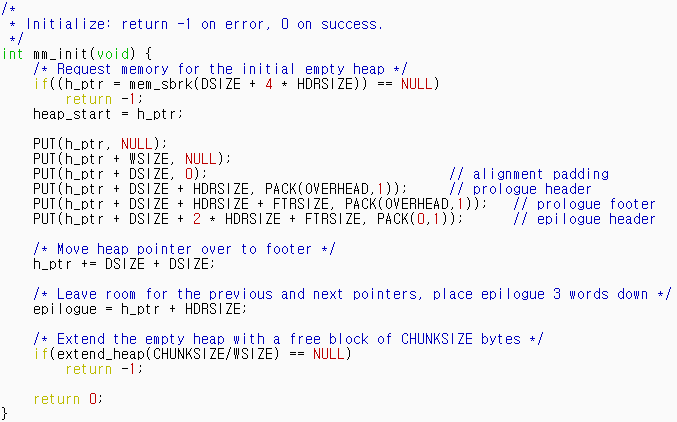 /*
 * Initialize: return -1 on error, 0 on success.
 */
int mm_init(void) {
    /* Request memory for the initial empty heap */
    if((h_ptr = mem_sbrk(DSIZE + 4 * HDRSIZE)) == NULL)
        return -1;
    heap_start = h_ptr;

    PUT(h_ptr, NULL);
    PUT(h_ptr + WSIZE, NULL);
    PUT(h_ptr + DSIZE, 0);                              // alignment padding
    PUT(h_ptr + DSIZE + HDRSIZE, PACK(OVERHEAD,1));     // prologue header
    PUT(h_ptr + DSIZE + HDRSIZE + FTRSIZE, PACK(OVERHEAD,1));   // prologue footer
    PUT(h_ptr + DSIZE + 2 * HDRSIZE + FTRSIZE, PACK(0,1));      // epilogue header

    /* Move heap pointer over to footer */
    h_ptr += DSIZE + DSIZE;

    /* Leave room for the previous and next pointers, place epilogue 3 words down */
    epilogue = h_ptr + HDRSIZE;

    /* Extend the empty heap with a free block of CHUNKSIZE bytes */
    if(extend_heap(CHUNKSIZE/WSIZE) == NULL)
        return -1;

    return 0;
}